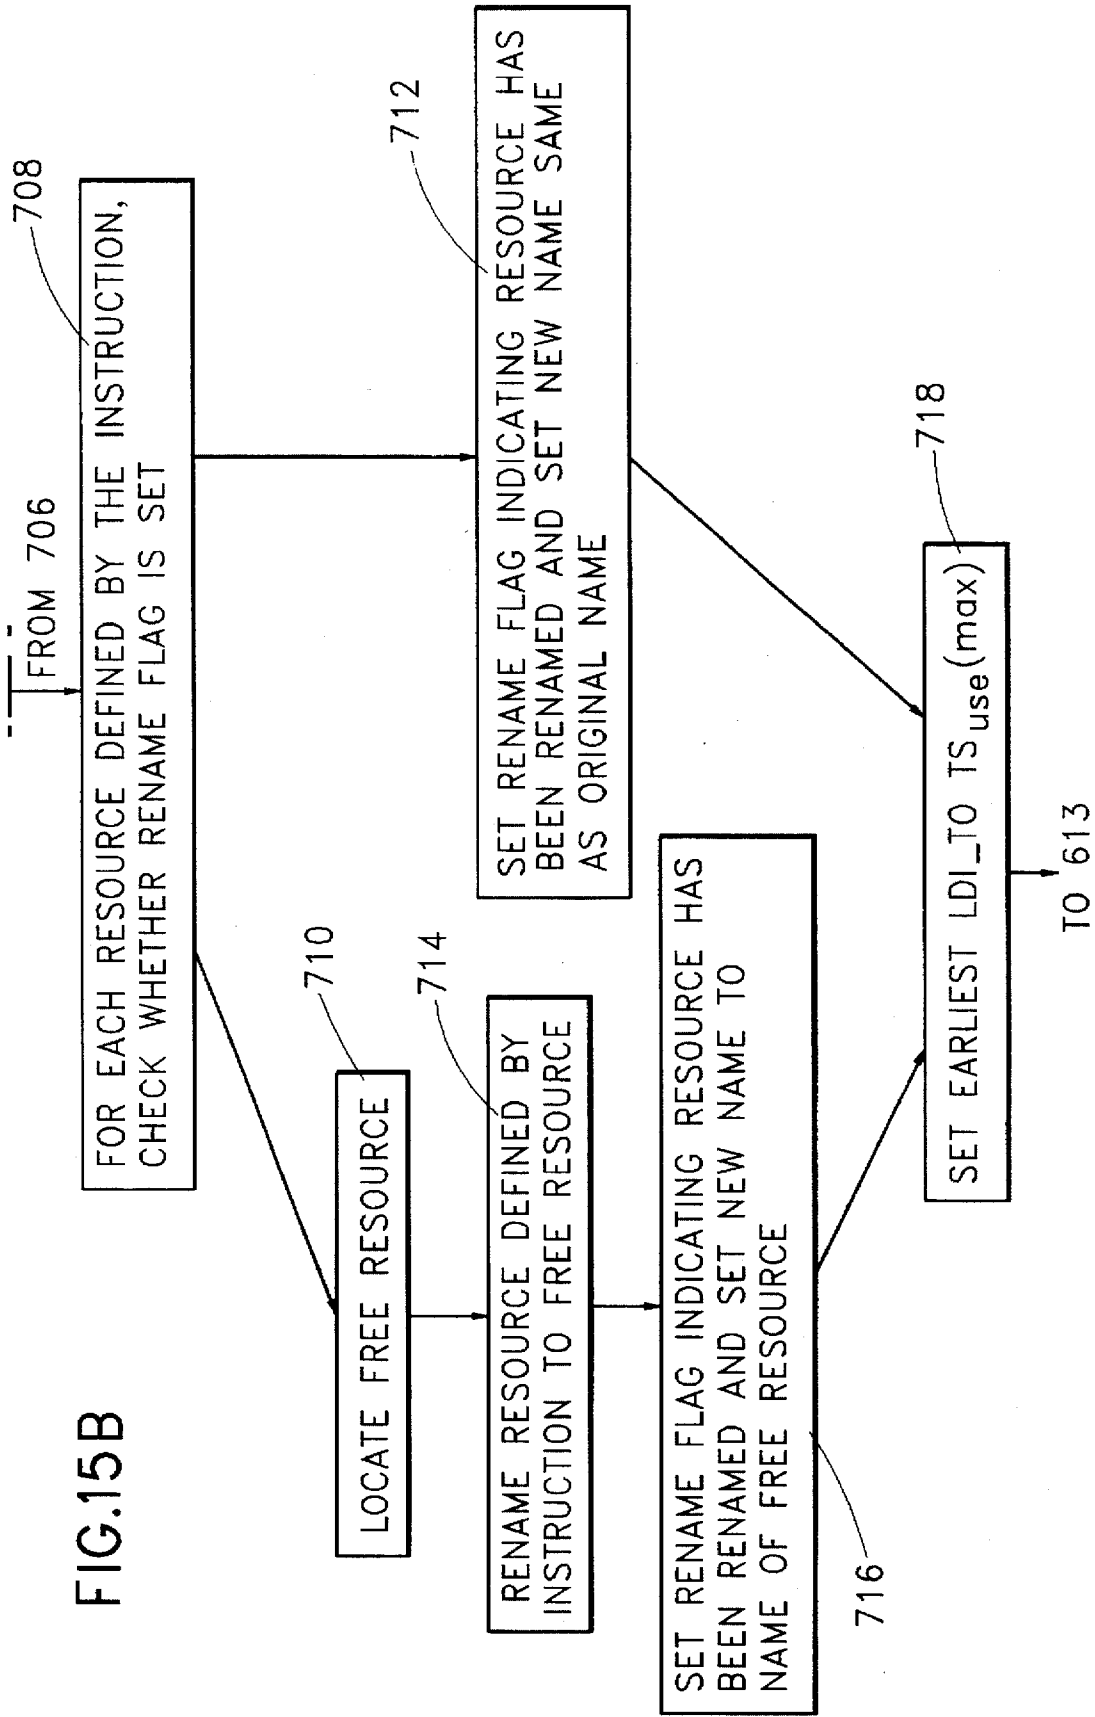 FIG.15B
FROM 706
708
FOR EACH RESOURCE DEFINED BY THE INSTRUCTION,
CHECK WHETHER RENAME FLAG IS SET
710
LOCATE FREE RESOURCE
712
SET RENAME FLAG INDICATING RESOURCE HAS
BEEN RENAMED AND SET NEW NAME SAME
AS ORIGINAL NAME
714
RENAME RESOURCE DEFINED BY
INSTRUCTION TO FREE RESOURCE
SET RENAME FLAG INDICATING RESOURCE HAS
BEEN RENAMED AND SET NEW NAME TO
NAME OF FREE RESOURCE
716
718
SET EARLIEST LDI_TO TSuse(max)
TO 613